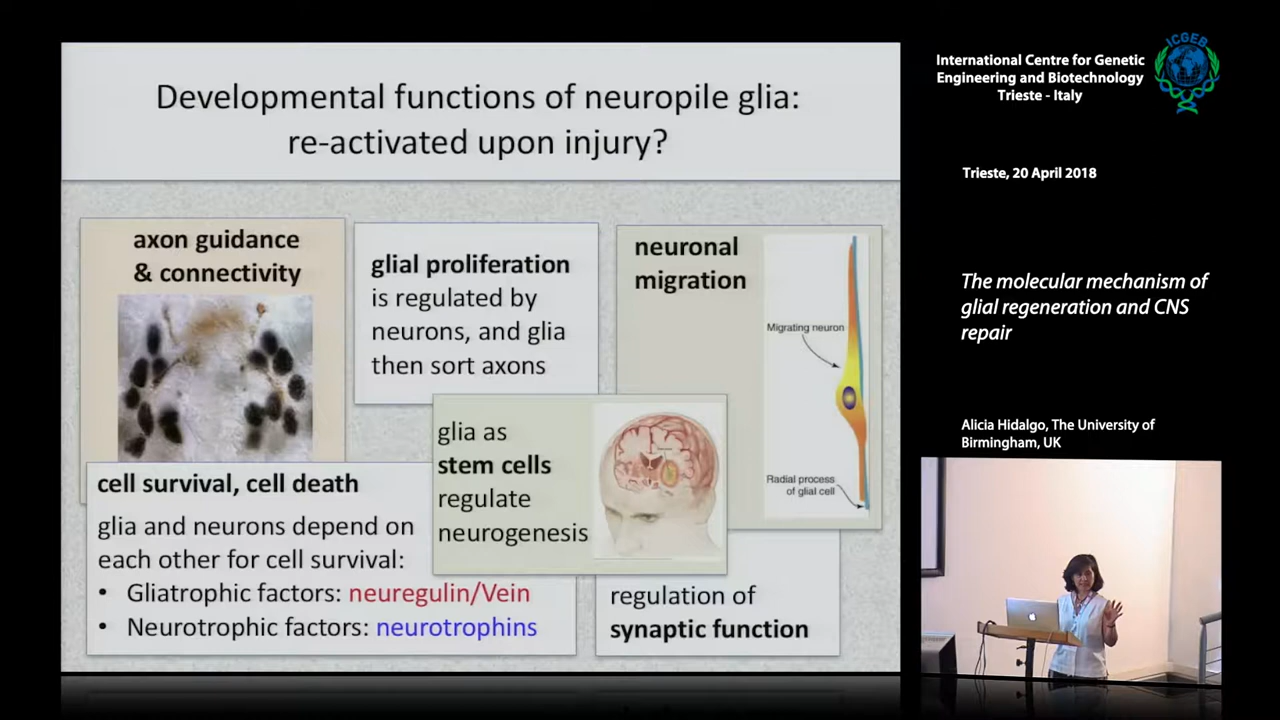 Developmental functions of neuropile glia:
re-activated upon injury?
axon guidance
& connectivity
glial proliferation
is regulated by
neurons, and glia
then sort axons
neuronal
migration
Migrating neuron
Radial process
of glial cell
glia as
stem cells
regulate
neurogenesis
cell survival, cell death
glia and neurons depend on
each other for cell survival:
• Gliatrophic factors: neuregulin/Vein
• Neurotrophic factors: neurotrophins
regulation of
synaptic function
International Centre for Genetic
Engineering and Biotechnology
Trieste - Italy
ICGEB
Trieste, 20 April 2018
The molecular mechanism of
glial regeneration and CNS
repair
Alicia Hidalgo, The University of
Birmingham, UK